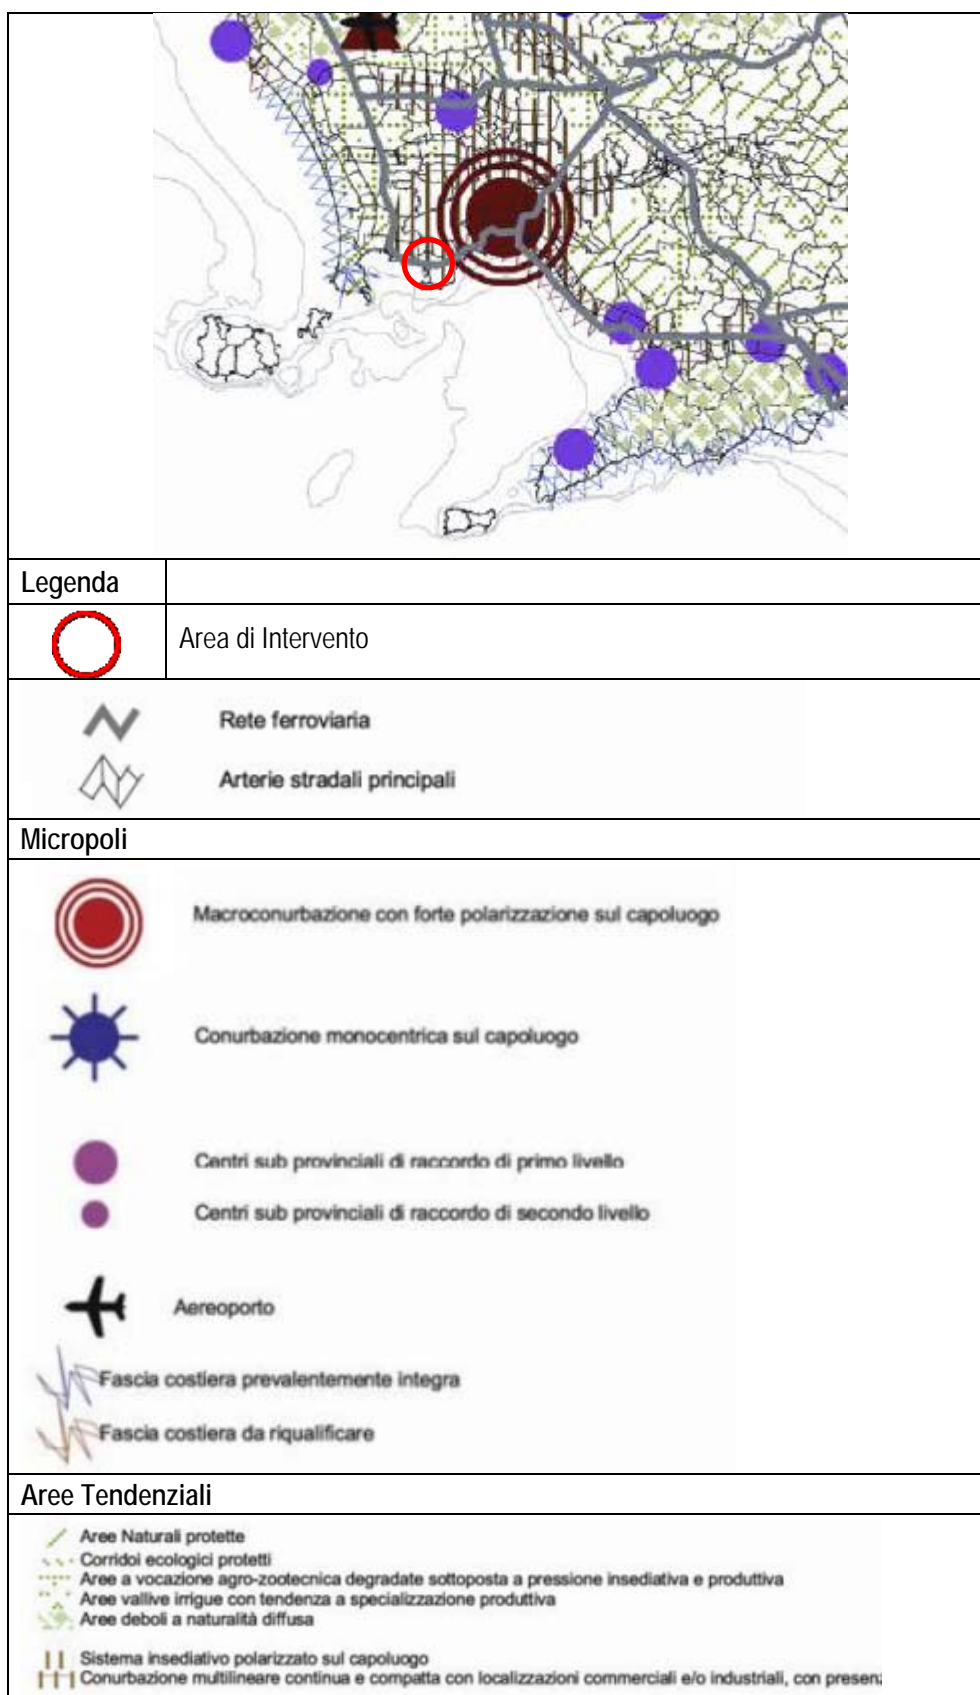 Legenda
Area di Intervento
Rete ferroviaria
Arterie stradali principali
Micropoli
Macroconurbazione con forte polarizzazione sul capoluogo
Conurbazione monocentrica sul capoluogo
Centri sub provinciali di raccordo di primo livello
Centri sub provinciali di raccordo di secondo livello
Aereoporto
Fascia costiera prevalentemente integra
Fascia costiera da riqualificare
Aree Tendenziali
Aree Naturali protette
Corridoi ecologici protetti
Aree a vocazione agro-zootecnica degradate sottoposta a pressione insediativa e produttiva
Aree vallive irrigue con tendenza a specializzazione produttiva
Aree deboli a naturalità diffusa
Sistema insediativo polarizzato sul capoluogo
Conurbazione multilineare continua e compatta con localizzazioni commerciali e/o industriali, con